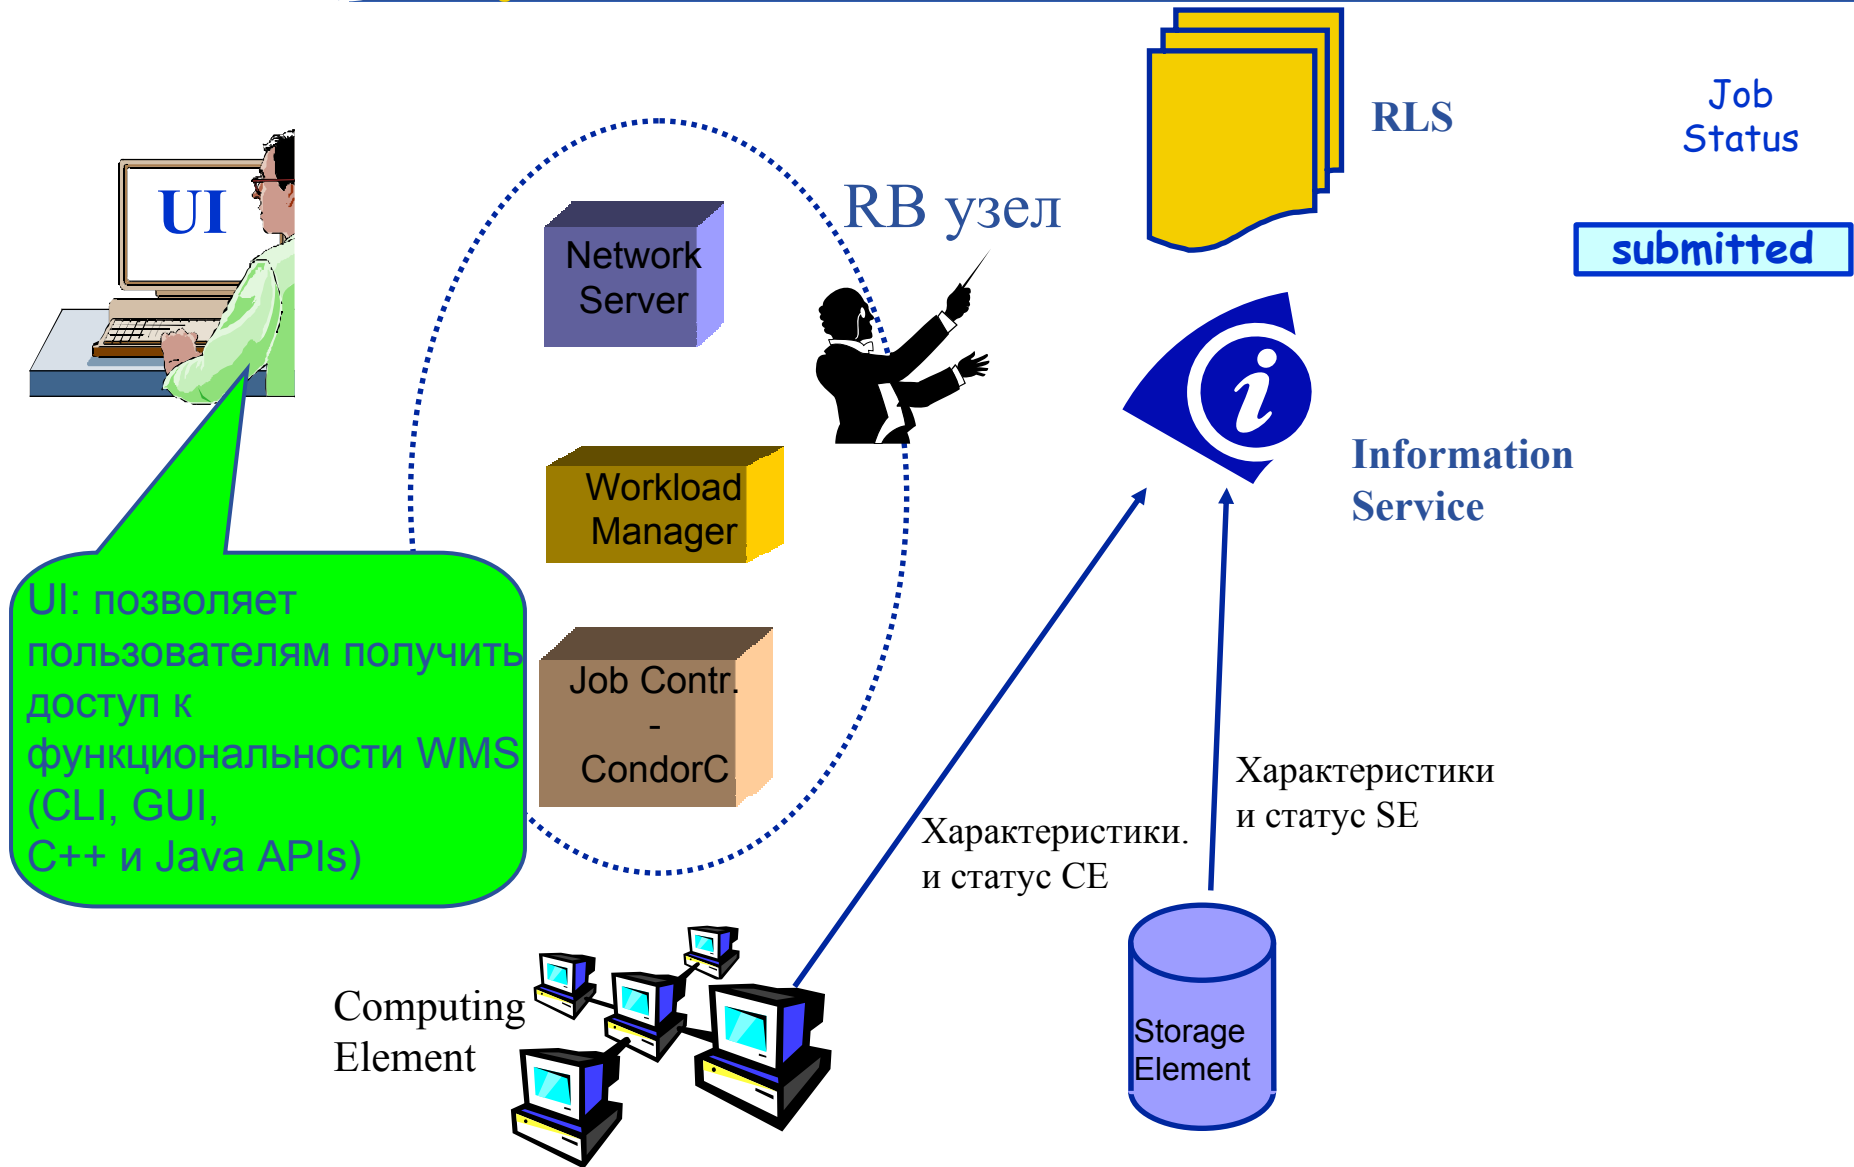 UI
Network
Server
RB узел
RLS
Job
Status
submitted
Information
Service
Workload
Manager
Job Contr.
-
CondorC
UI: позволяет
пользователям получить
доступ к
функциональности WMS
(CLI, GUI,
C++ и Java APIs)
Характеристики.
и статус CE
Характеристики
и статус SE
Computing
Element
Storage
Element